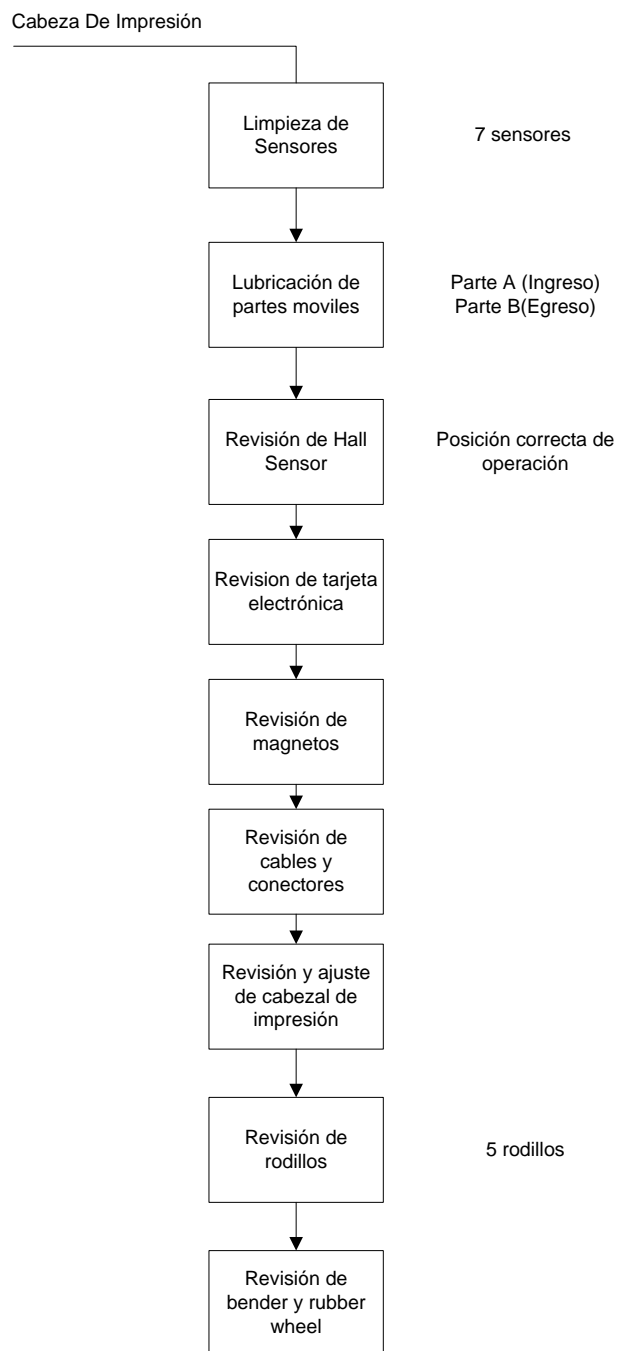 Cabeza De Impresión
Limpieza de
Sensores
7 sensores
Lubricación de
partes moviles
Parte A (Ingreso)
Parte B(Egreso)
Revisión de Hall
Sensor
Posición correcta de
operación
Revision de tarjeta
electrónica
Revisión de
magnetos
Revisión de
cables y
conectores
Revisión y ajuste
de cabezal de
impresión
Revisión de
rodillos
5 rodillos
Revisión de
bender y rubber
wheel